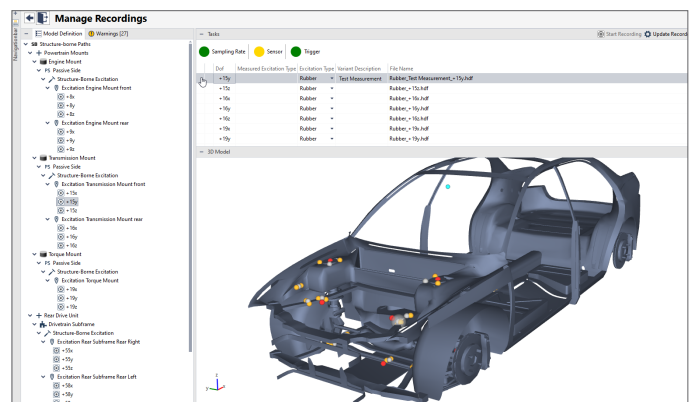 Manage Recordings
Navigationbar
Model Definition
Warnings [27]
SB Structure-borne Paths
Powertrain Mounts
Engine Mount
PS Passive Side
Structure-Borne Excitation
Excitation Engine Mount front
+8x
+8y
+8z
Excitation Engine Mount rear
+9x
+9y
+9z
Transmission Mount
PS Passive Side
Structure-Borne Excitation
Excitation Transmission Mount front
+15x
+15y
+15z
Excitation Transmission Mount rear
+16x
+16y
+16z
Torque Mount
PS Passive Side
Structure-Borne Excitation
Excitation Torque Mount
+19x
+19y
+19z
Rear Drive Unit
Drivetrain Subframe
Structure-Borne Excitation
Excitation Rear Subframe Rear Right
+55x
+55y
+55z
Excitation Rear Subframe Rear Left
+58x
+58y
Tasks
Start Recording Update Record
Sampling Rate Sensor Trigger
Dof Measured Excitation Type Excitation Type Variant Description File Name
+15y Rubber Test Measurement Rubber_Test Measurement_+15y.hdf
+15z Rubber Rubber_+15z.hdf
+16x Rubber Rubber_+16x.hdf
+16y Rubber Rubber_+16y.hdf
+16z Rubber Rubber_+16z.hdf
+19x Rubber Rubber_+19x.hdf
+19y Rubber Rubber_+19y.hdf
3D Model
z
y
x